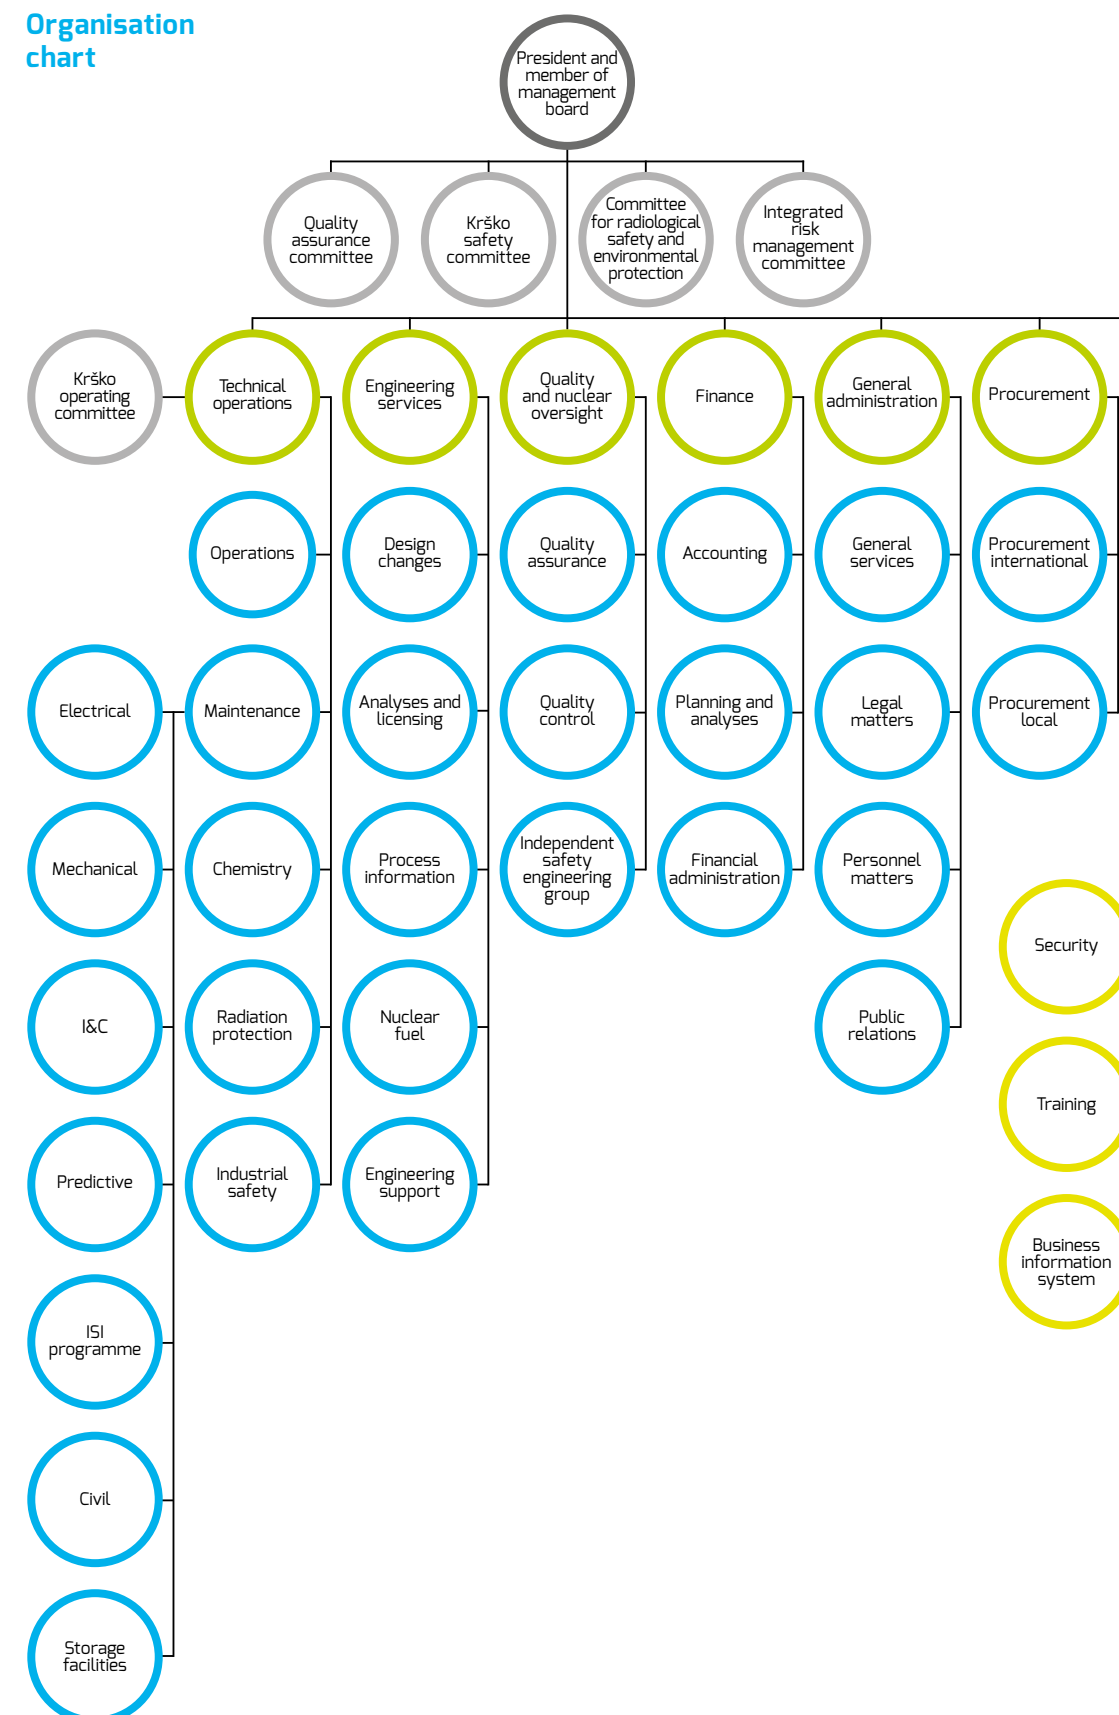 Organisation
chart
President and
member of
management
board
Quality
assurance
committee
Krško
safety
committee
Committee
for radiological
safety and
environmental
protection
Integrated
risk
management
committee
Krško
operating
committee
Technical
operations
Engineering
services
Quality
and nuclear
oversight
Finance
General
administration
Procurement
Operations
Design
changes
Quality
assurance
Accounting
General
services
Procurement
international
Electrical
Maintenance
Analyses and
licensing
Quality
control
Planning and
analyses
Legal
matters
Procurement
local
Mechanical
Chemistry
Process
information
Independent
safety
engineering
group
Financial
administration
Personnel
matters
Security
I&C
Radiation
protection
Nuclear
fuel
Public
relations
Training
Predictive
Industrial
safety
Engineering
support
Business
information
system
ISI
programme
Civil
Storage
facilities